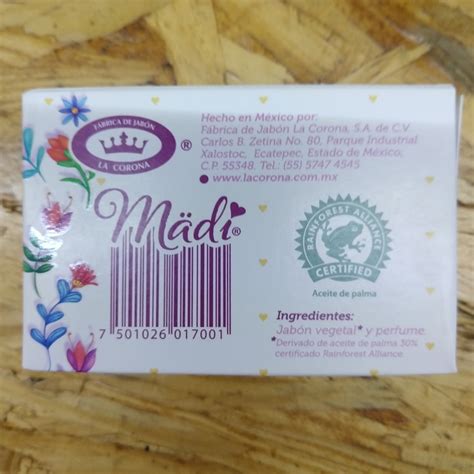 FÁBRICA DE JABÓN
LA CORONA
®
Hecho en México por:
Fábrica de Jabón La Corona, S.A. de C.V
Carlos B. Zetina No. 80, Parque Industrial
Xalostoc, Ecatepec, Estado de México;
C.P. 55348. Tel.: (55) 5747 4545
www.lacorona.com.mx
Mädi®
7 501026 017001
RAINFOREST ALLIANCE
CERTIFIED
Aceite de palma
Ingredientes:
Jabón vegetal* y perfume.
*Derivado de aceite de palma 30%
certificado Rainforest Alliance.